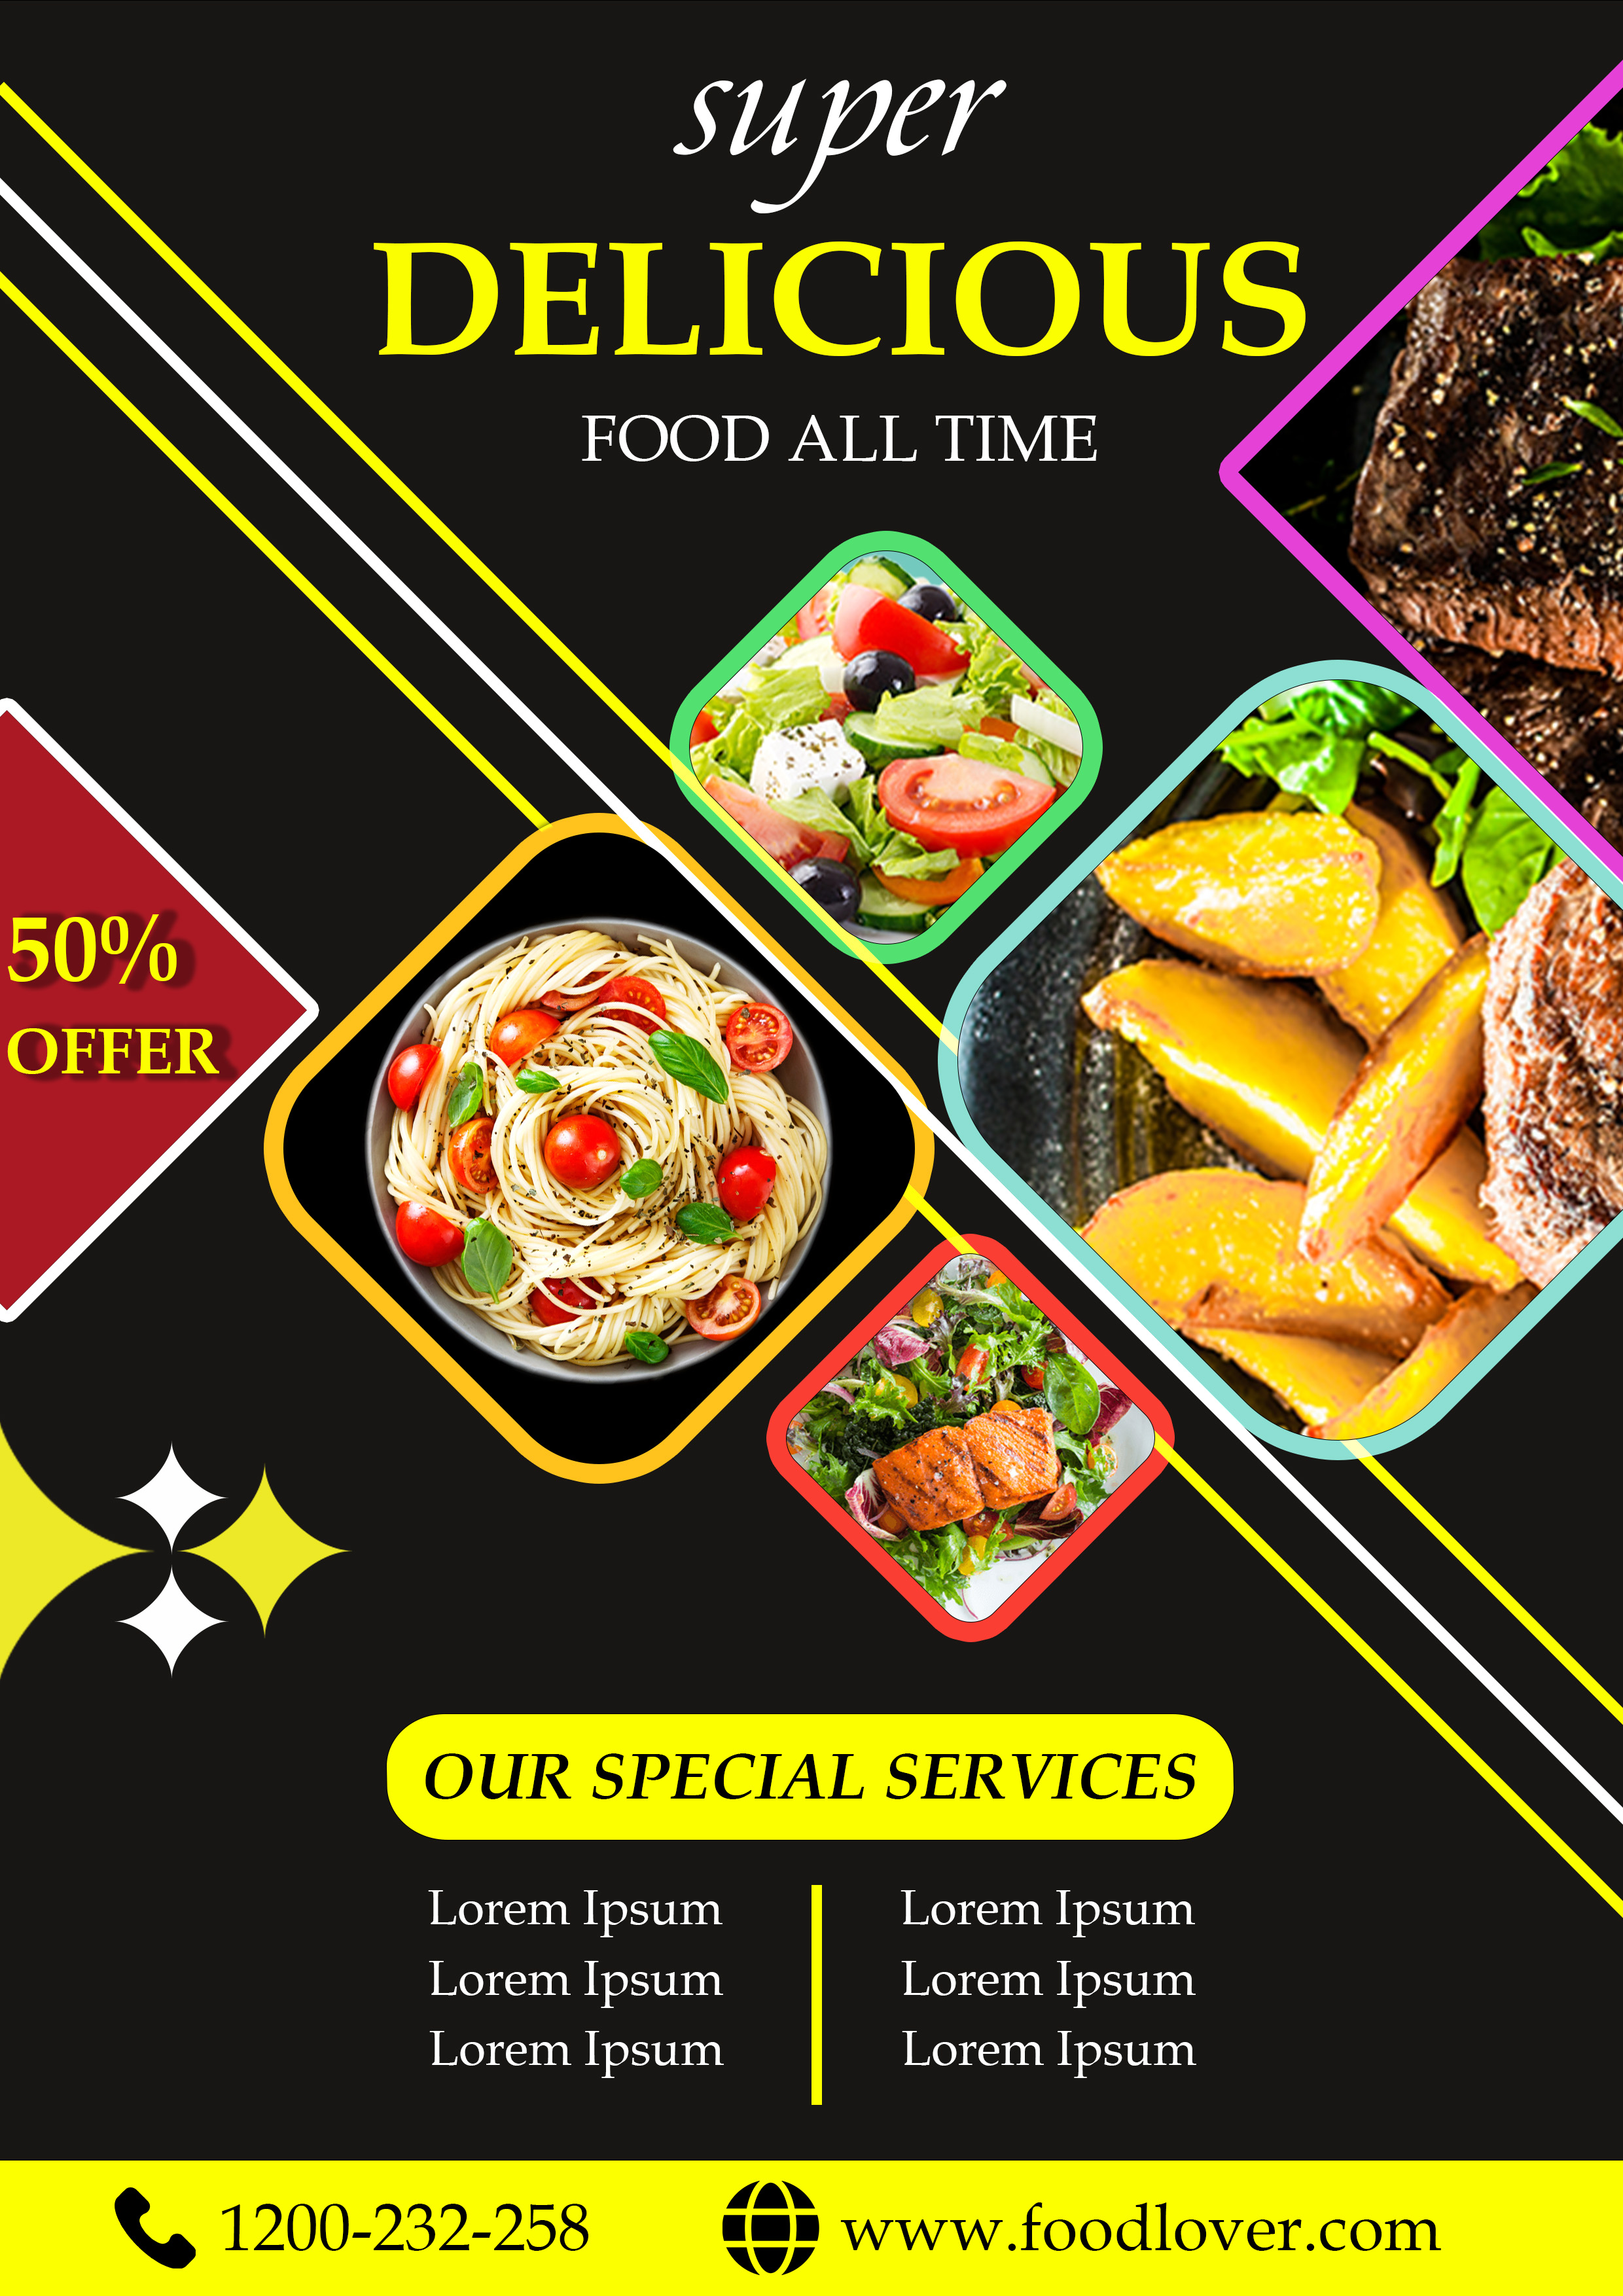 super
DELICIOUS
FOOD ALL TIME
50%
OFFER
OUR SPECIAL SERVICES
Lorem Ipsum
Lorem Ipsum
Lorem Ipsum
Lorem Ipsum
Lorem Ipsum
Lorem Ipsum
1200-232-258
www.foodlover.com